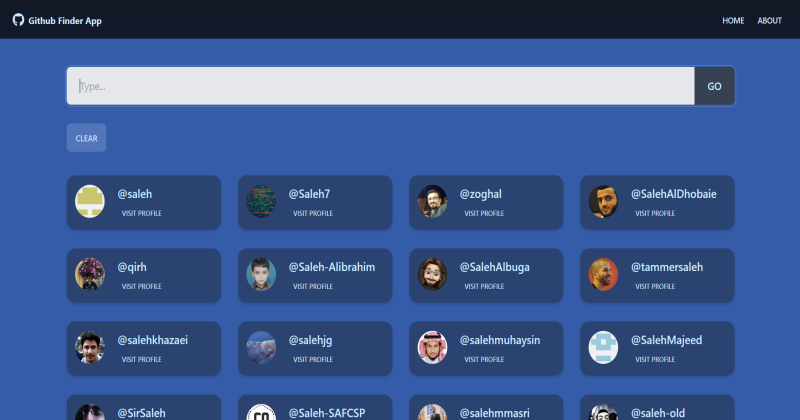 Github Finder App HOME ABOUT
Type... GO
CLEAR
@saleh @Saleh7 @zoghal @SalehAlDhobaie
VISIT PROFILE VISIT PROFILE VISIT PROFILE VISIT PROFILE
@qirh @Saleh-Alibrahim @SalehAlbuga @tammersaleh
VISIT PROFILE VISIT PROFILE VISIT PROFILE VISIT PROFILE
@salehkhazaei @salehjg @salehmuhaysin @SalehMajeed
VISIT PROFILE VISIT PROFILE VISIT PROFILE VISIT PROFILE
@SirSaleh @Saleh-SAFCSP @salehmmasri @saleh-old